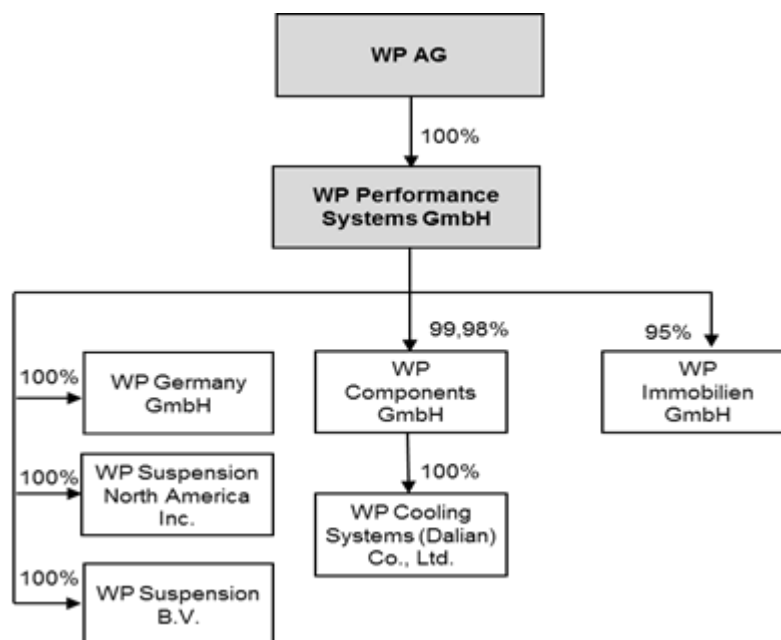 WP AG
100%
WP Performance
Systems GmbH
99,98%
95%
100%
WP Germany
GmbH
WP
Components
GmbH
WP
Immobilien
GmbH
100%
WP Suspension
North America
Inc.
100%
WP Cooling
Systems (Dalian)
Co., Ltd.
100%
WP Suspension
B.V.